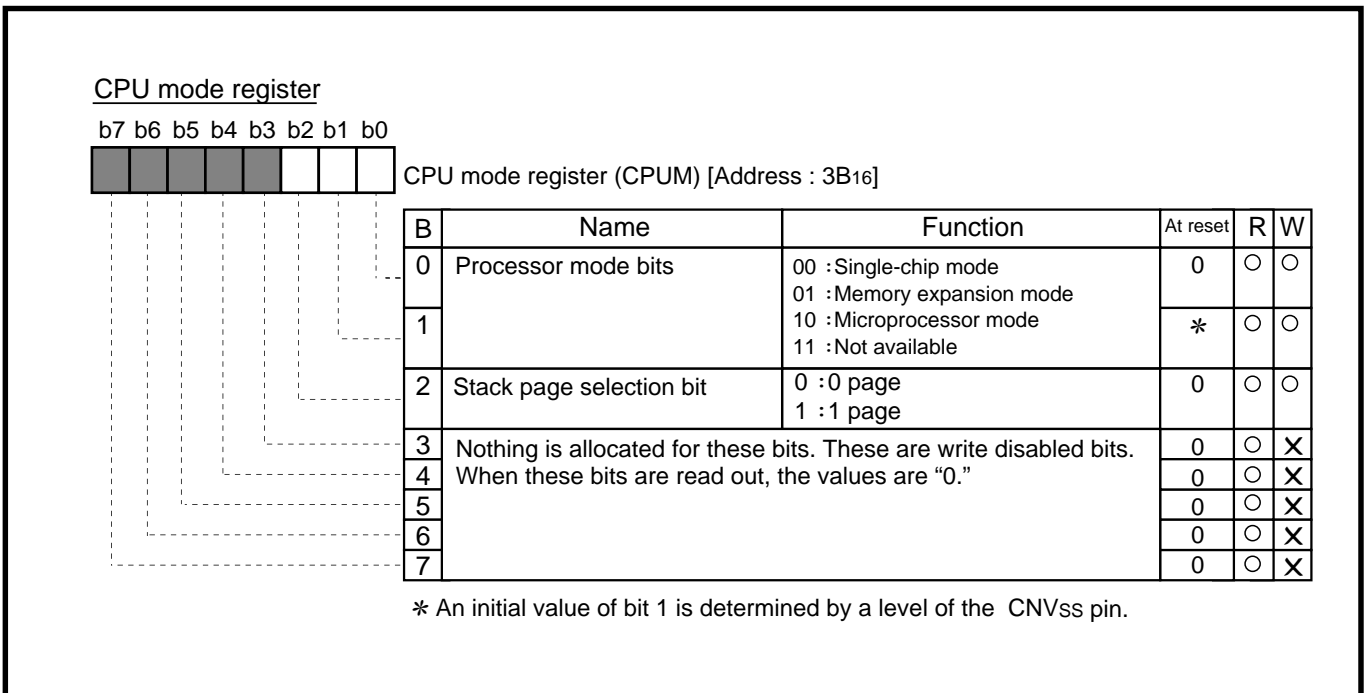 CPU mode register
b7 b6 b5 b4 b3 b2 b1 b0
CPU mode register (CPUM) [Address : 3B16]
B Name Function At reset R W
0 Processor mode bits 00 : Single-chip mode 0 ○ ○
01 : Memory expansion mode
1 10 : Microprocessor mode * ○ ○
11 : Not available
2 Stack page selection bit 0 : 0 page 0 ○ ○
1 : 1 page
3 Nothing is allocated for these bits. These are write disabled bits. 0 ○ ×
4 When these bits are read out, the values are “0.” 0 ○ ×
5 0 ○ ×
6 0 ○ ×
7 0 ○ ×
* An initial value of bit 1 is determined by a level of the CNVSS pin.